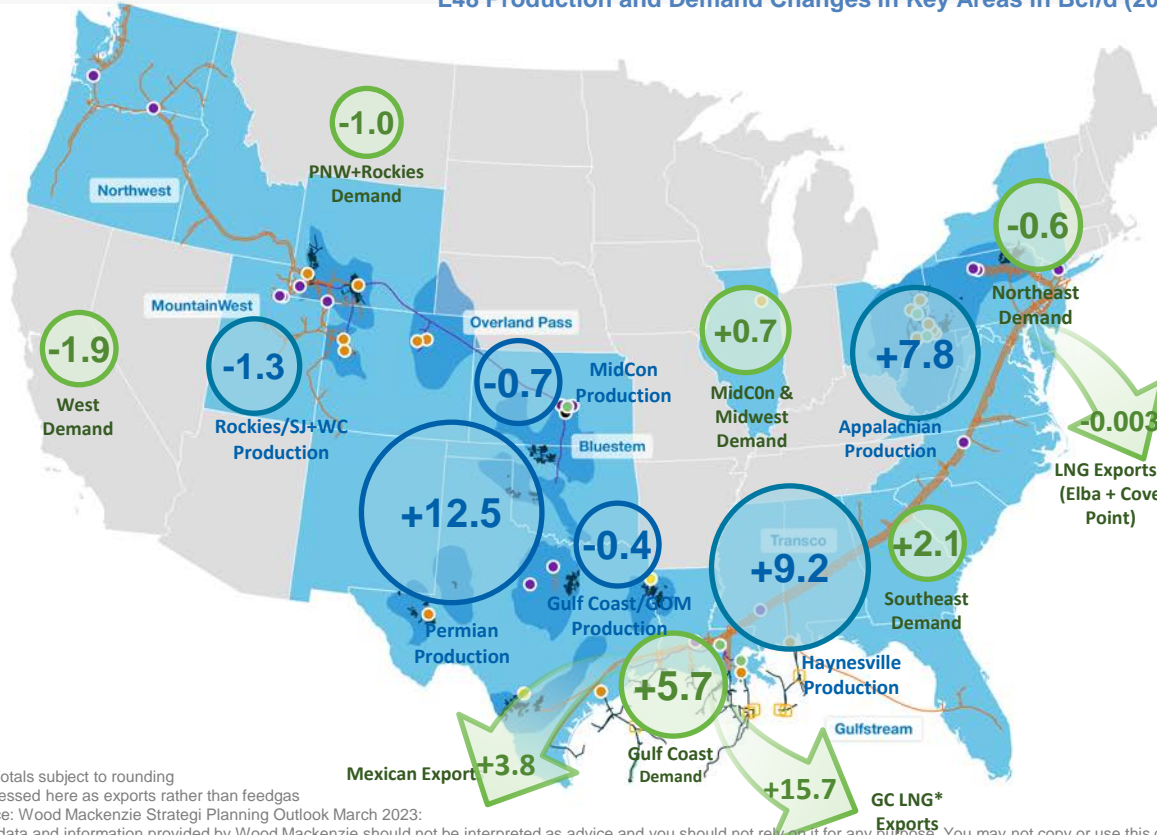 L48 Production and Demand Changes in Key Areas in Bcf/d (20
-1.0
PNW+Rockies
Demand
Northwest
-0.6
Northeast
Demand
MountainWest
Overland Pass
-1.9
West
Demand
-1.3
Rockies/SJ+WC
Production
-0.7
MidCon
Production
+0.7
MidC0n &
Midwest
Demand
+7.8
Appalachian
Production
-0.003
LNG Exports
(Elba + Cove
Point)
Bluestem
+12.5
Permian
Production
-0.4
Gulf Coast/GOM
Production
Transco
+9.2
Haynesville
Production
+2.1
Southeast
Demand
+5.7
Gulf Coast
Demand
Gulfstream
Mexican Export
+3.8
+15.7
GC LNG*
Exports
otals subject to rounding
essed here as exports rather than feedgas
ce: Wood Mackenzie Strategi Planning Outlook March 2023:
data and information provided by Wood Mackenzie should not be interpreted as advice and you should not rely on it for any purpose. You may not copy or use this